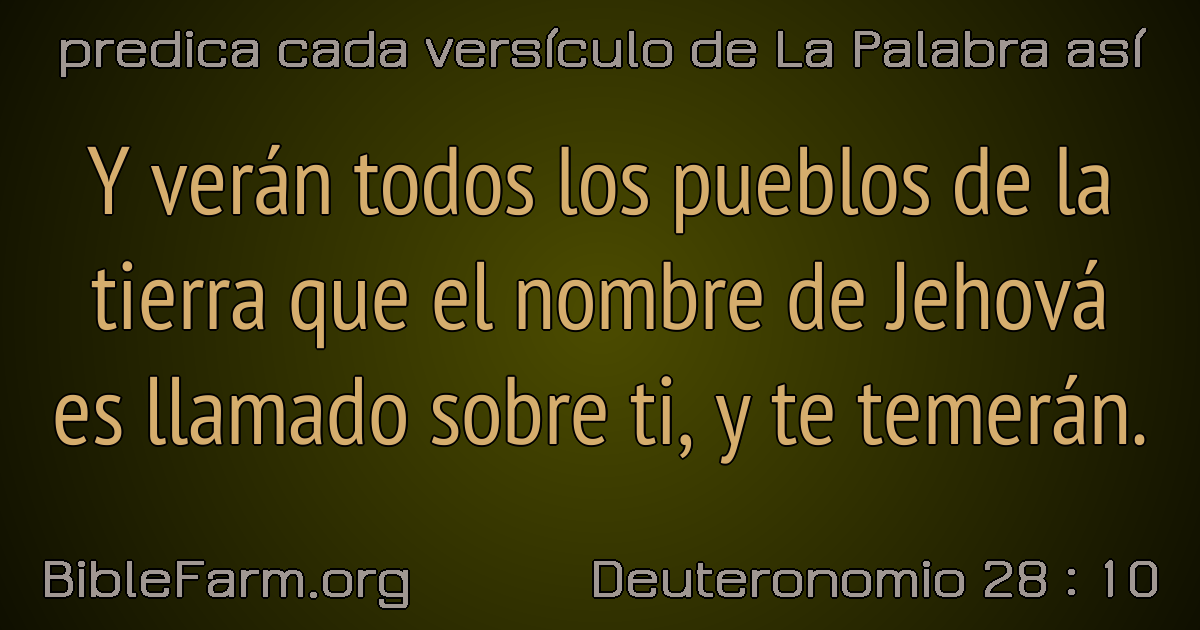 predica cada versículo de La Palabra así
Y verán todos los pueblos de la
tierra que el nombre de Jehová
es llamado sobre ti, y te temerán.
BibleFarm.org
Deuteronomio 28 : 10